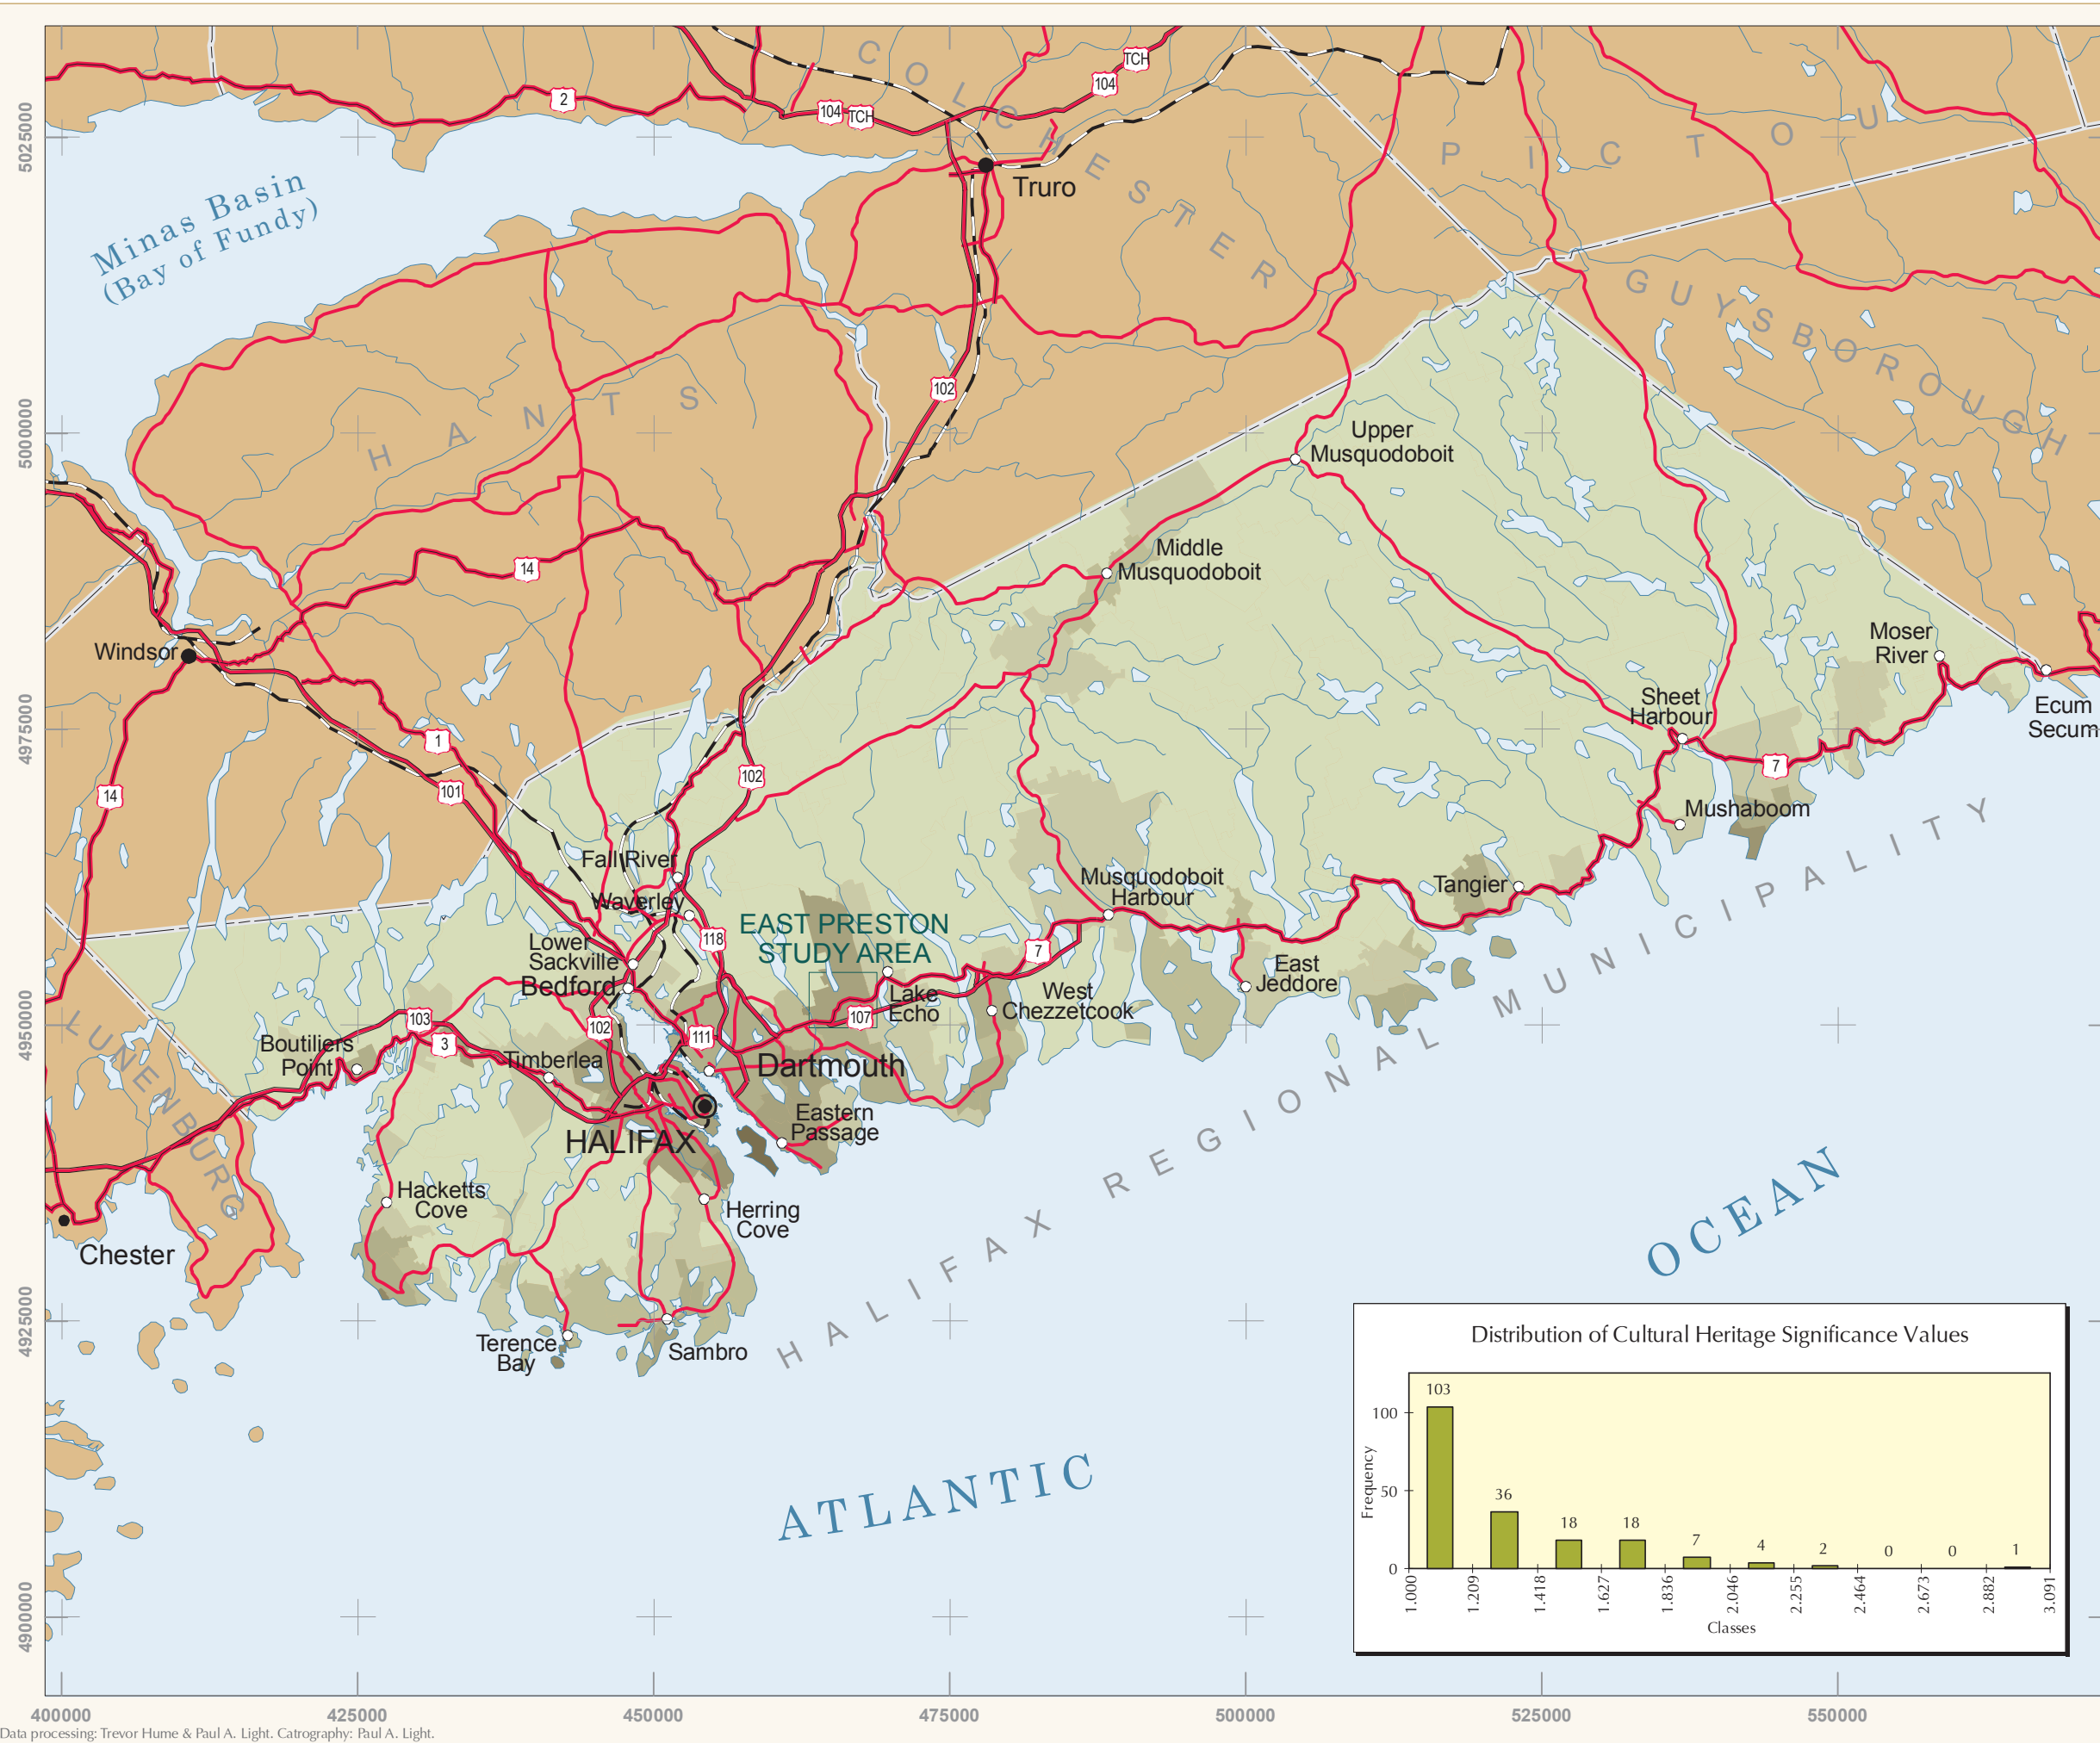 COLCHESTER
TCH
104
2
104
TCH
5025000
PICTOU
Truro
Minas Basin
(Bay of Fundy)
GUYSBOROUGH
102
HANTS
5000000
Upper
Musquodoboit
Middle
Musquodoboit
14
Windsor
Moser
River
Sheet
Harbour
Ecum
Secum
4975000
1
102
7
101
14
Mushaboom
Fall River
Musquodoboit
Harbour
Tangier
Waverley
EAST PRESTON
STUDY AREA
118
Lower
Sackville
7
Bedford
East
Jeddore
Lake
Echo
West
Chezzetcook
4950000
103
107
102
111
3
Boutiliers
Point
Timberlea
Dartmouth
LUNENBURG
Eastern
Passage
HALIFAX
Hacketts
Cove
Herring
Cove
Chester
HALIFAX REGIONAL MUNICIPALITY
4925000
Terence
Bay
Sambro
ATLANTIC
OCEAN
4900000
Distribution of Cultural Heritage Significance Values
103
100
36
50
18
18
7
4
2
0
0
1
0
Frequency
1.000
1.209
1.418
1.627
1.836
2.046
2.255
2.464
2.673
2.882
3.091
Classes
400000
425000
450000
475000
500000
525000
550000
Data processing: Trevor Hume & Paul A. Light. Catrography: Paul A. Light.